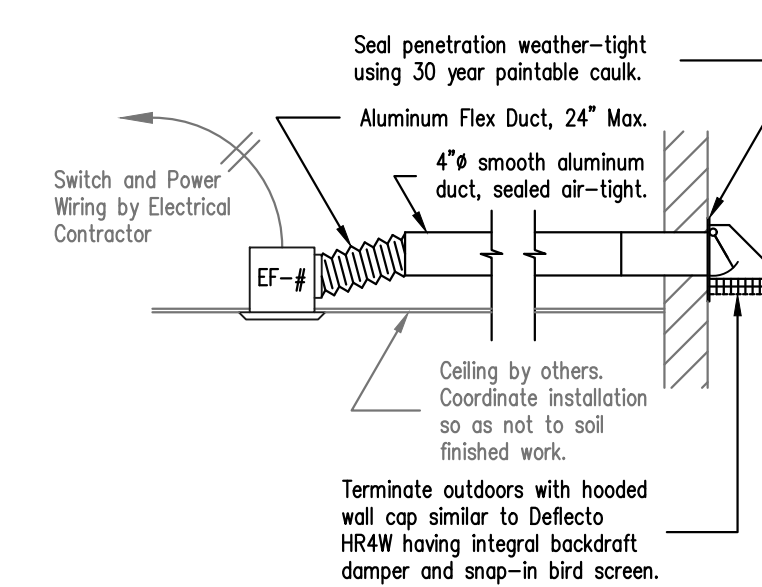 Seal penetration weather-tight
using 30 year paintable caulk.
Aluminum Flex Duct, 24" Max.
4"ø smooth aluminum
duct, sealed air-tight.
Switch and Power
Wiring by Electrical
Contractor
EF-#
Ceiling by others.
Coordinate installation
so as not to soil
finished work.
Terminate outdoors with hooded
wall cap similar to Deflecto
HR4W having integral backdraft
damper and snap-in bird screen.